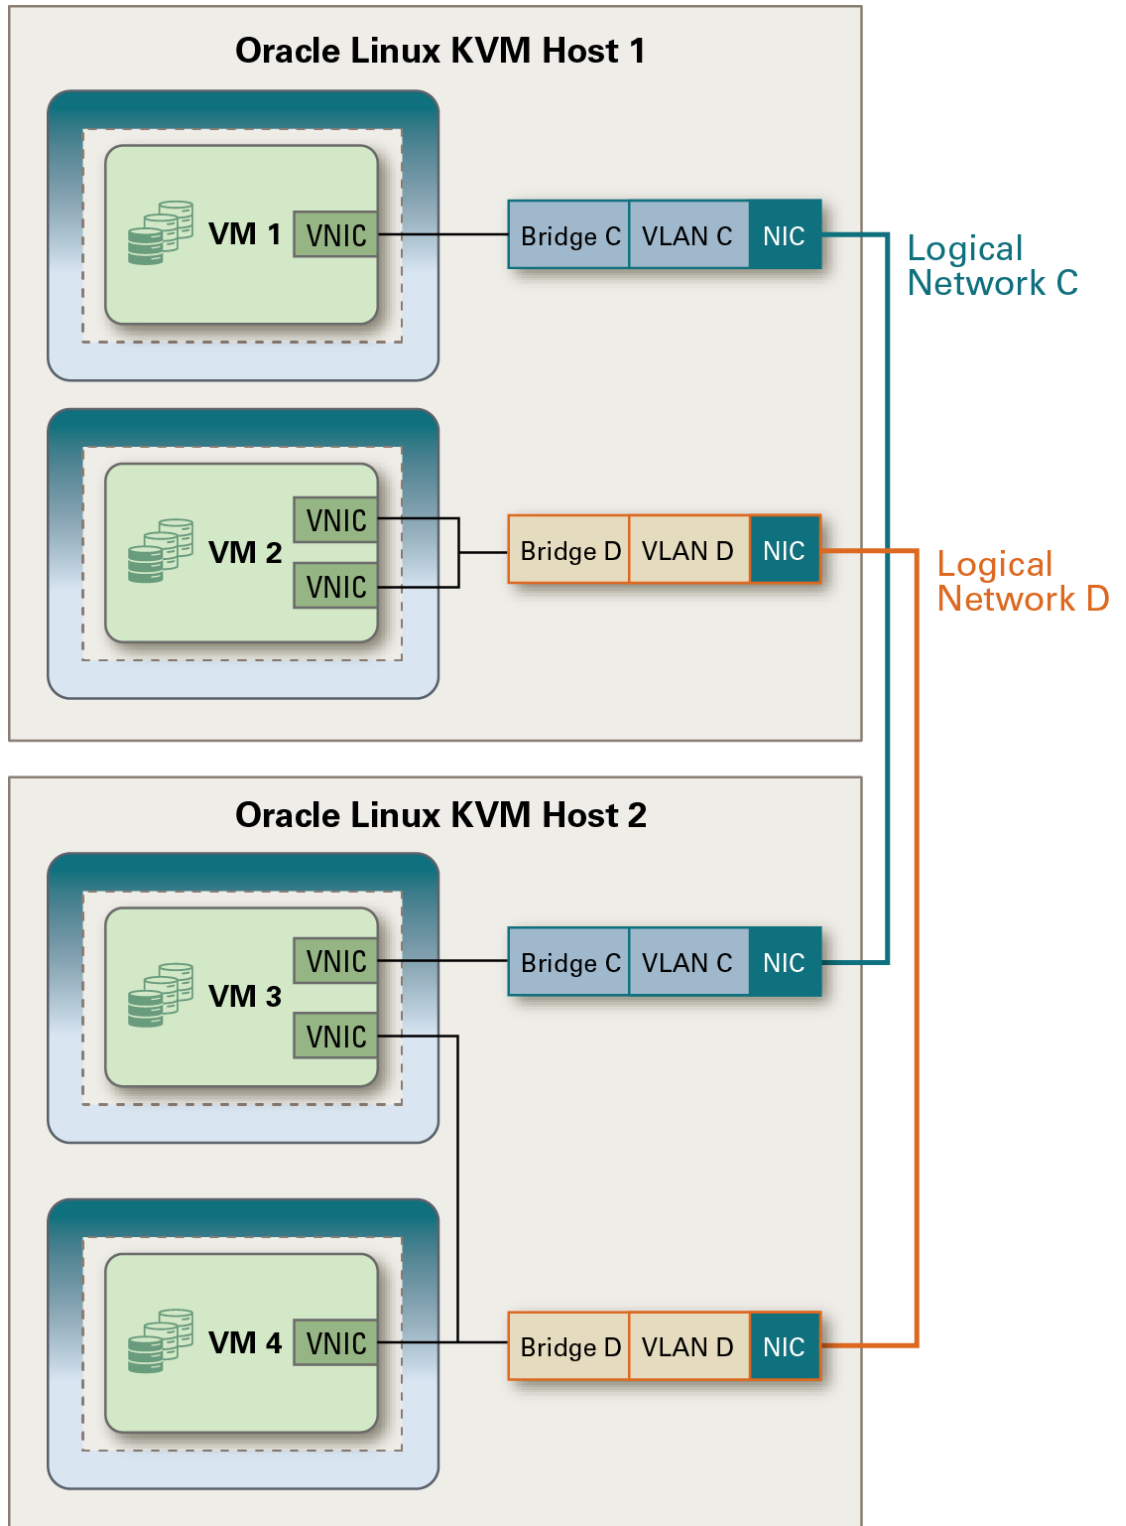 Oracle Linux KVM Host 1
VM 1
VNIC
Bridge C
VLAN C
NIC
Logical
Network C
VM 2
VNIC
VNIC
Bridge D
VLAN D
NIC
Logical
Network D
Oracle Linux KVM Host 2
VM 3
VNIC
VNIC
Bridge C
VLAN C
NIC
VM 4
VNIC
Bridge D
VLAN D
NIC